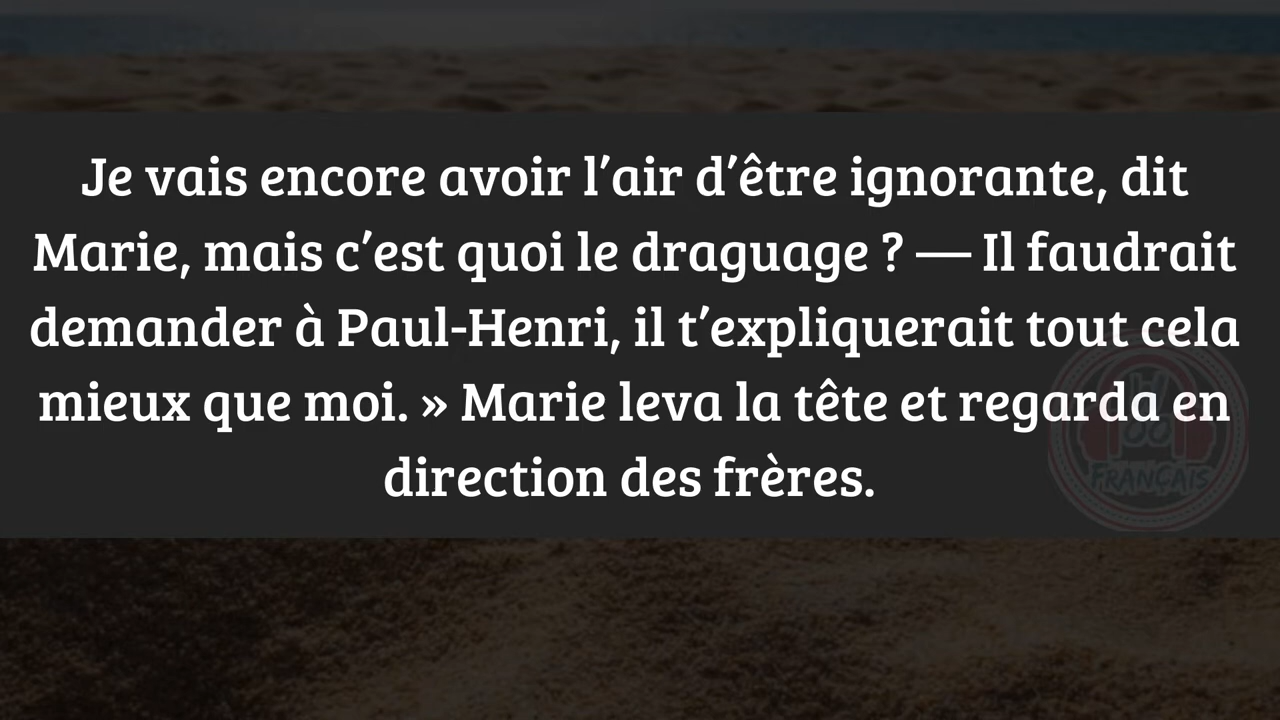 Je vais encore avoir l’air d’être ignorante, dit
Marie, mais c’est quoi le draguage ? — Il faudrait
demander à Paul-Henri, il t’expliquerait tout cela
mieux que moi. » Marie leva la tête et regarda en
direction des frères.
FRANÇAIS